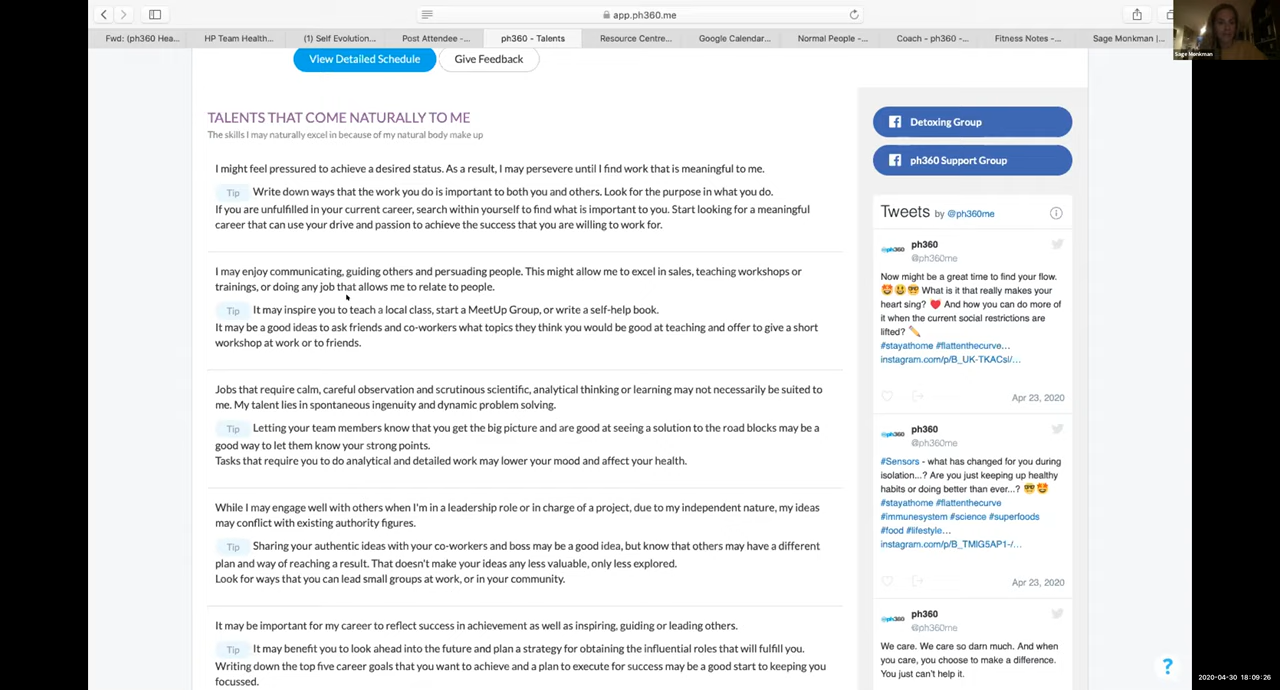 app.ph360.me
Fwd: (ph360 Hea...
HP Team Health...
(1) Self Evolution...
Post Attendee -...
ph360 - Talents
Resource Centre...
Google Calendar...
Normal People -...
Coach - ph360 -...
Fitness Notes -...
Sage Monkman |...
Sage Monkman
View Detailed Schedule
Give Feedback
TALENTS THAT COME NATURALLY TO ME
The skills I may naturally excel in because of my natural body make up
I might feel pressured to achieve a desired status. As a result, I may persevere until I find work that is meaningful to me.
Tip Write down ways that the work you do is important to both you and others. Look for the purpose in what you do.
If you are unfulfilled in your current career, search within yourself to find what is important to you. Start looking for a meaningful
career that can use your drive and passion to achieve the success that you are willing to work for.
I may enjoy communicating, guiding others and persuading people. This might allow me to excel in sales, teaching workshops or
trainings, or doing any job that allows me to relate to people.
Tip It may inspire you to teach a local class, start a MeetUp Group, or write a self-help book.
It may be a good ideas to ask friends and co-workers what topics they think you would be good at teaching and offer to give a short
workshop at work or to friends.
Jobs that require calm, careful observation and scrutinous scientific, analytical thinking or learning may not necessarily be suited to
me. My talent lies in spontaneous ingenuity and dynamic problem solving.
Tip Letting your team members know that you get the big picture and are good at seeing a solution to the road blocks may be a
good way to let them know your strong points.
Tasks that require you to do analytical and detailed work may lower your mood and affect your health.
While I may engage well with others when I'm in a leadership role or in charge of a project, due to my independent nature, my ideas
may conflict with existing authority figures.
Tip Sharing your authentic ideas with your co-workers and boss may be a good idea, but know that others may have a different
plan and way of reaching a result. That doesn't make your ideas any less valuable, only less explored.
Look for ways that you can lead small groups at work, or in your community.
It may be important for my career to reflect success in achievement as well as inspiring, guiding or leading others.
Tip It may benefit you to look ahead into the future and plan a strategy for obtaining the influential roles that will fulfill you.
Writing down the top five career goals that you want to achieve and a plan to execute for success may be a good start to keeping you
focussed.
Detoxing Group
ph360 Support Group
Tweets by @ph360me
ph360
@ph360me
Now might be a great time to find your flow.
😍😃🤓 What is it that really makes your
heart sing? ❤️ And how you can do more of
it when the current social restrictions are
lifted? ✏️
#stayathome #flattenthecurve...
instagram.com/p/B_UK-TKACsl/...
Apr 23, 2020
ph360
@ph360me
#Sensors - what has changed for you during
isolation...? Are you just keeping up healthy
habits or doing better than ever...? 🤓😍
#stayathome #flattenthecurve
#immunesystem #science #superfoods
#food #lifestyle...
instagram.com/p/B_TMIG5AP1-/...
Apr 23, 2020
ph360
@ph360me
We care. We care so darn much. And when
you care, you choose to make a difference.
You just can't help it.
?
2020-04-30 18:09:26